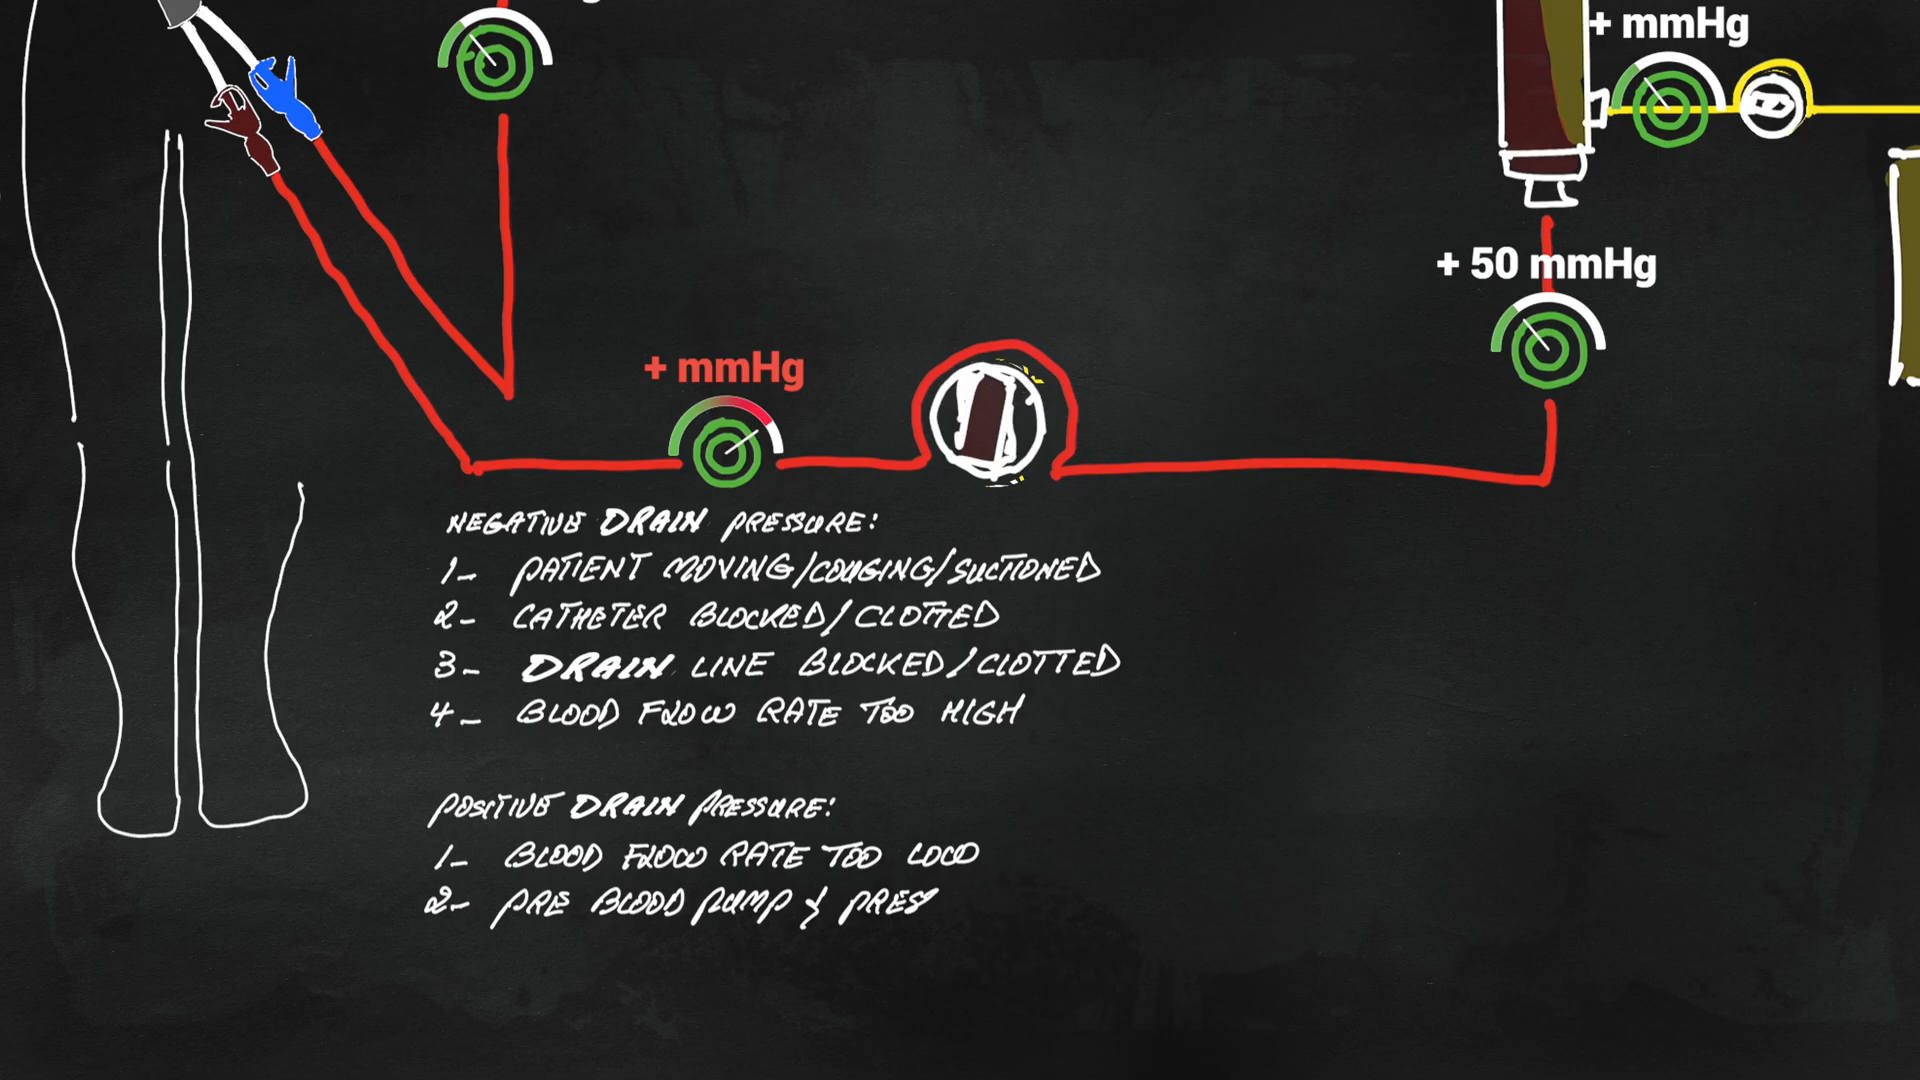 + mmHg
+ 50 mmHg
+ mmHg
NEGATIVE DRAIN PRESSURE:
1- PATIENT MOVING/COUGING/SUCTIONED
2- CATHETER BLOCKED/CLOTTED
3- DRAIN LINE BLOCKED/CLOTTED
4- BLOOD FLOW RATE TOO HIGH
POSITIVE DRAIN PRESSURE:
1- BLOOD FLOW RATE TOO LOW
2- PRE BLOOD PUMP & PRES